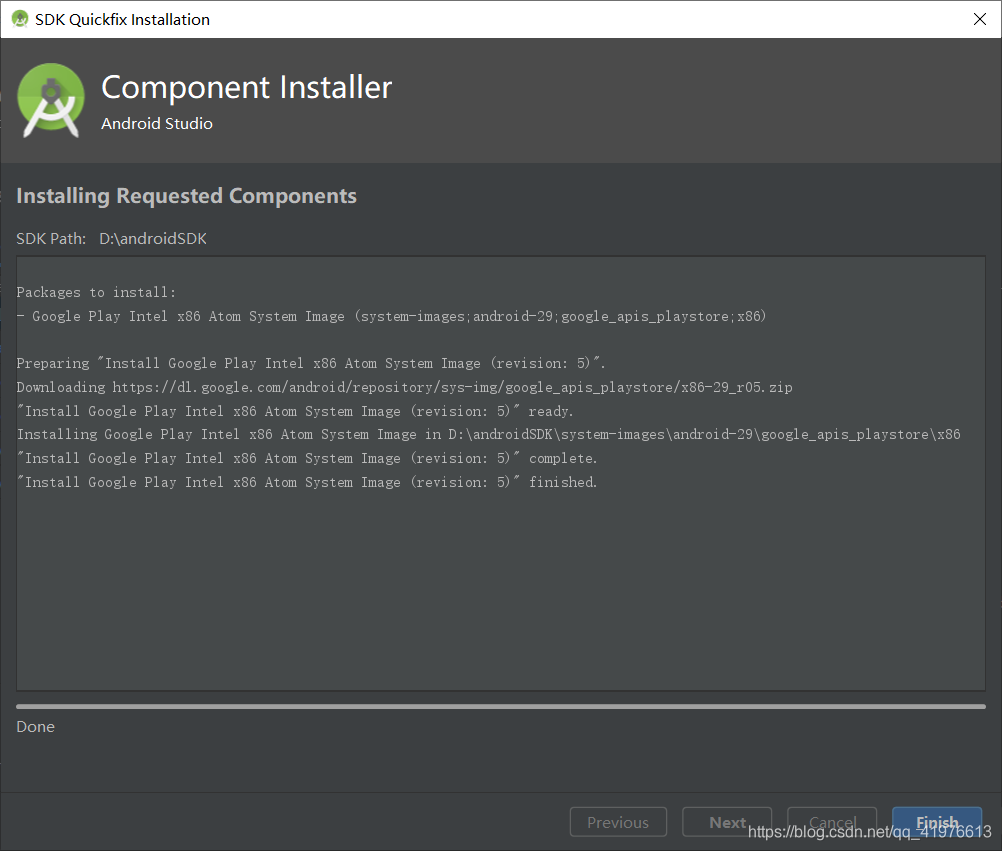 SDK Quickfix Installation
Component Installer
Android Studio
Installing Requested Components
SDK Path: D:\androidSDK
Packages to install:
- Google Play Intel x86 Atom System Image (system-images;android-29;google_apis_playstore;x86)
Preparing "Install Google Play Intel x86 Atom System Image (revision: 5)".
Downloading https://dl.google.com/android/repository/sys-img/google_apis_playstore/x86-29_r05.zip
"Install Google Play Intel x86 Atom System Image (revision: 5)" ready.
Installing Google Play Intel x86 Atom System Image in D:\androidSDK\system-images\android-29\google_apis_playstore\x86
"Install Google Play Intel x86 Atom System Image (revision: 5)" complete.
"Install Google Play Intel x86 Atom System Image (revision: 5)" finished.
Done
Previous Next Cancel Finish
https://blog.csdn.net/qq_41976613